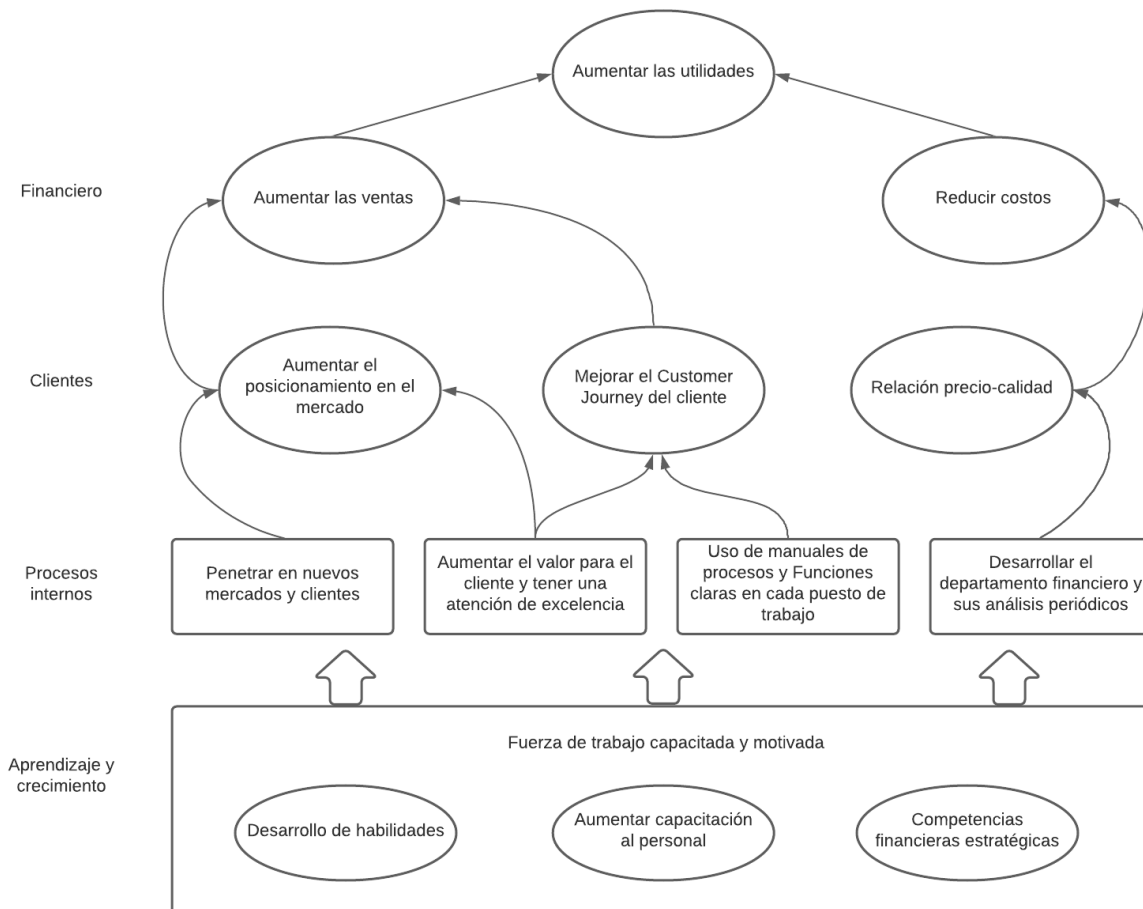 Aumentar las utilidades
Financiero
Aumentar las ventas
Reducir costos
Clientes
Aumentar el
posicionamiento en el
mercado
Mejorar el Customer
Journey del cliente
Relación precio-calidad
Procesos
internos
Penetrar en nuevos
mercados y clientes
Aumentar el valor para el
cliente y tener una
atención de excelencia
Uso de manuales de
procesos y Funciones
claras en cada puesto de
trabajo
Desarrollar el
departamento financiero y
sus análisis periódicos
Aprendizaje y
crecimiento
Fuerza de trabajo capacitada y motivada
Desarrollo de habilidades
Aumentar capacitación
al personal
Competencias
financieras estratégicas